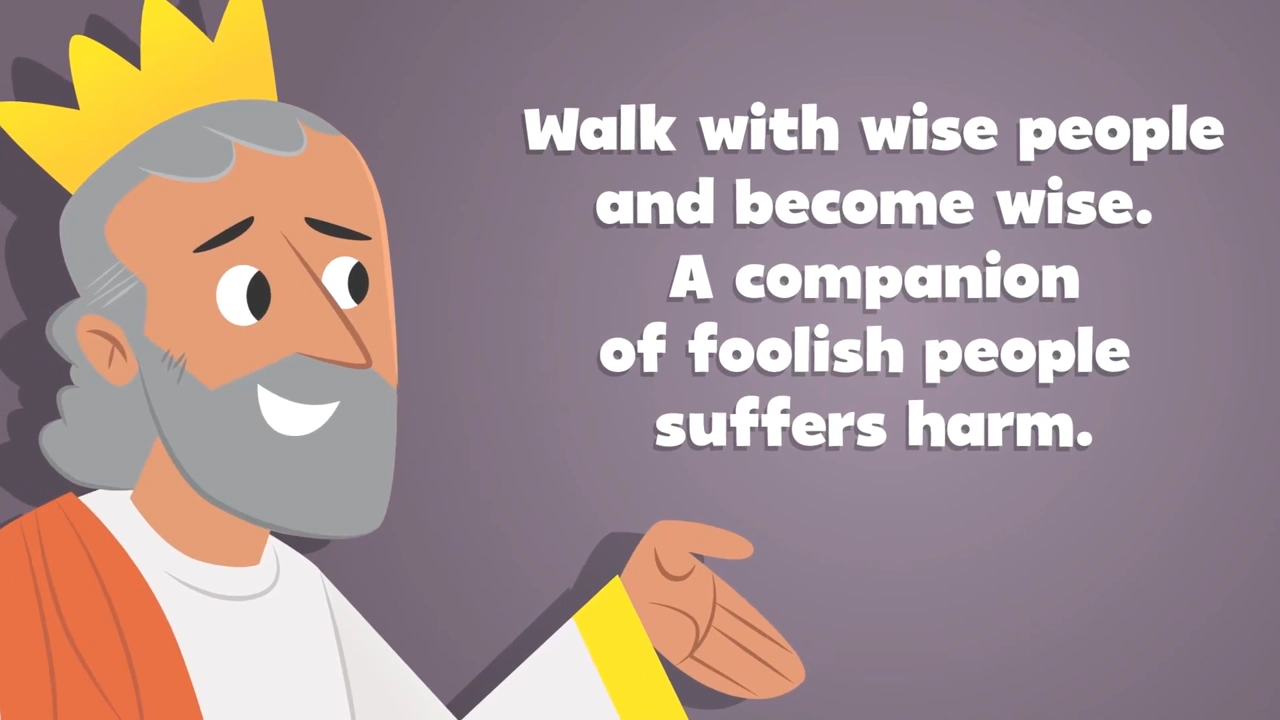 Walk with wise people
and become wise.
A companion
of foolish people
suffers harm.